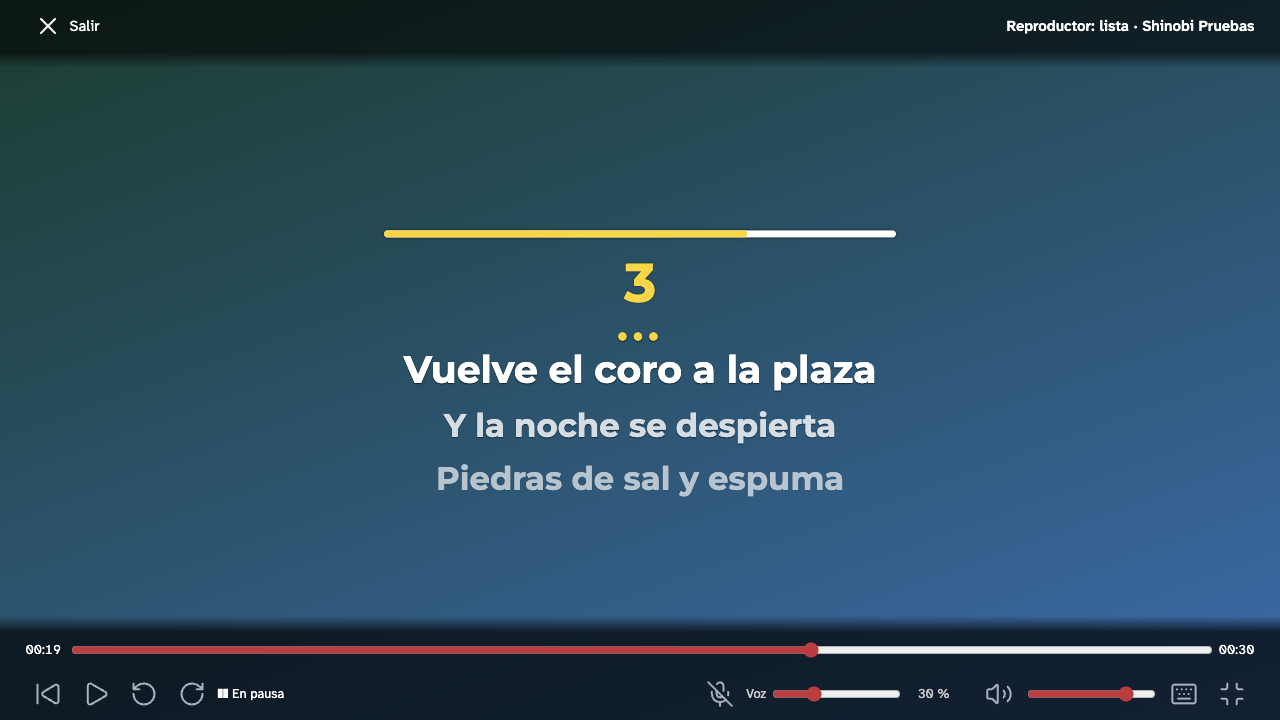 Salir
Reproductor: lista · Shinobi Pruebas
3
•••
Vuelve el coro a la plaza
Y la noche se despierta
Piedras de sal y espuma
00:19
00:30
En pausa
Voz
30 %